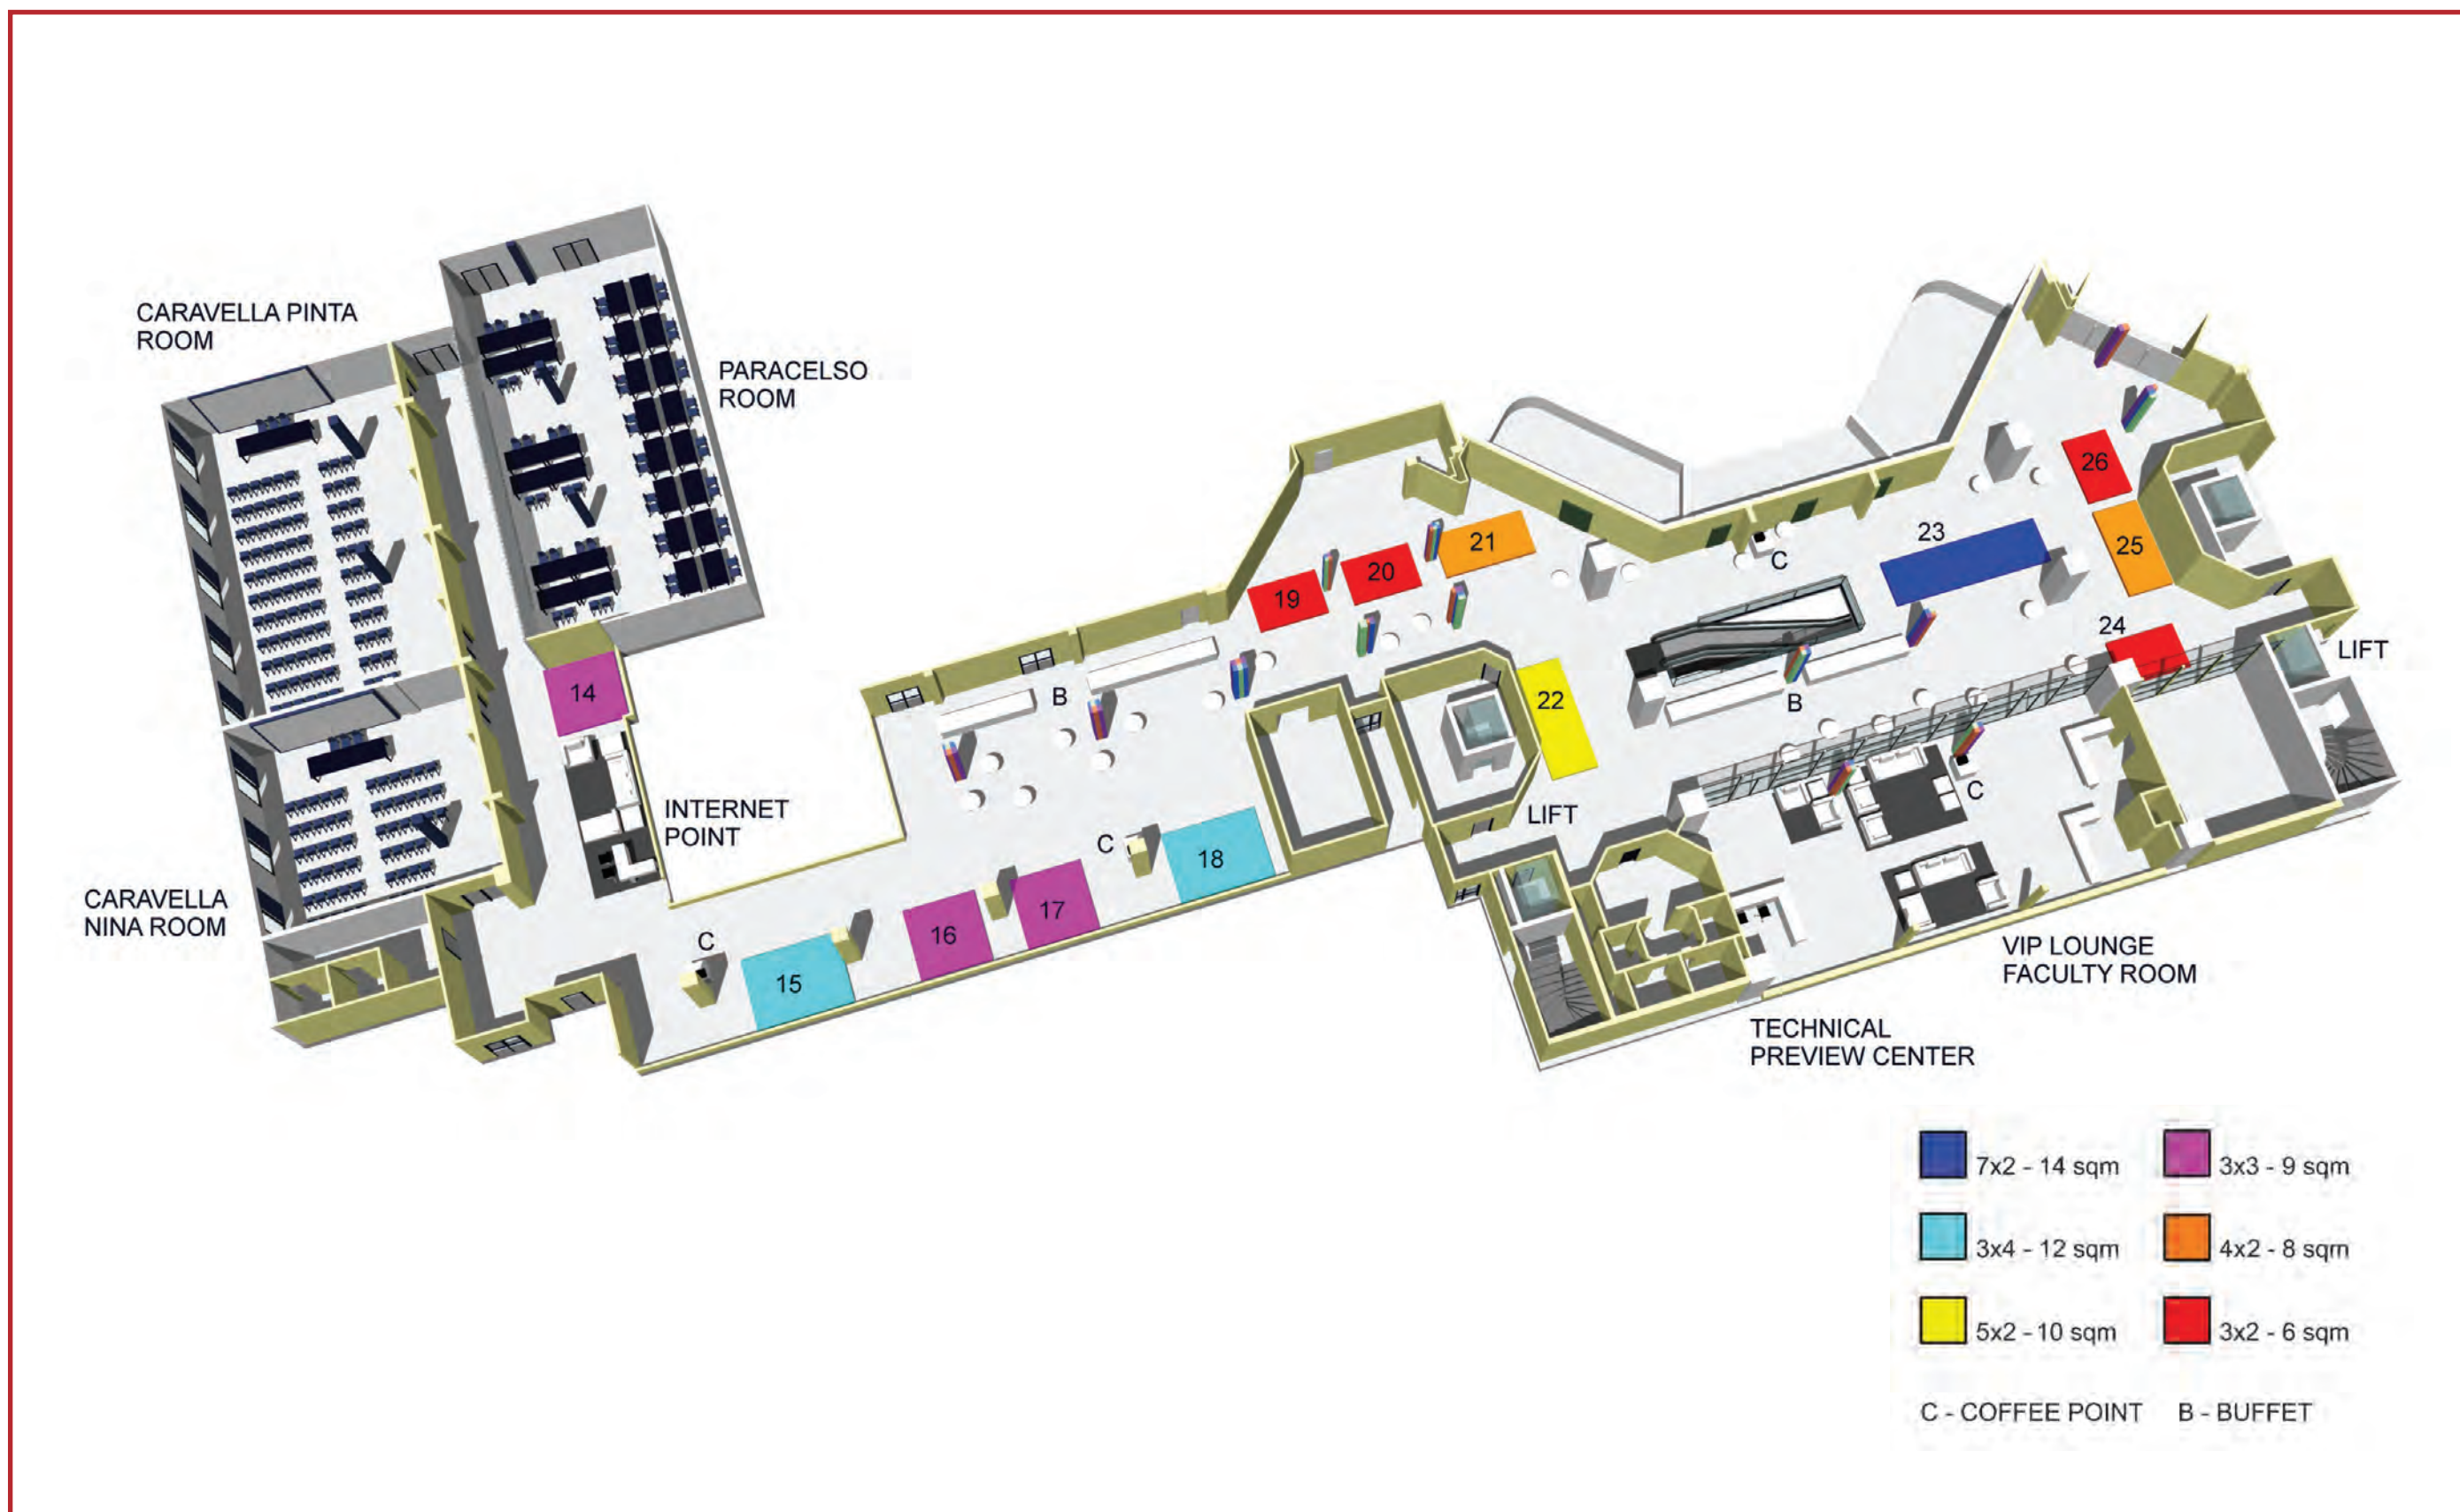 CARAVELLA PINTA
ROOM
PARACELSO
ROOM
26
21
23
20
C
25
19
24
LIFT
14
B
22
B
INTERNET
POINT
C
LIFT
C
18
CARAVELLA
NINA ROOM
17
16
C
VIP LOUNGE
FACULTY ROOM
15
TECHNICAL
PREVIEW CENTER
7x2 - 14 sqm
3x3 - 9 sqm
3x4 - 12 sqm
4x2 - 8 sqm
5x2 - 10 sqm
3x2 - 6 sqm
C - COFFEE POINT
B - BUFFET